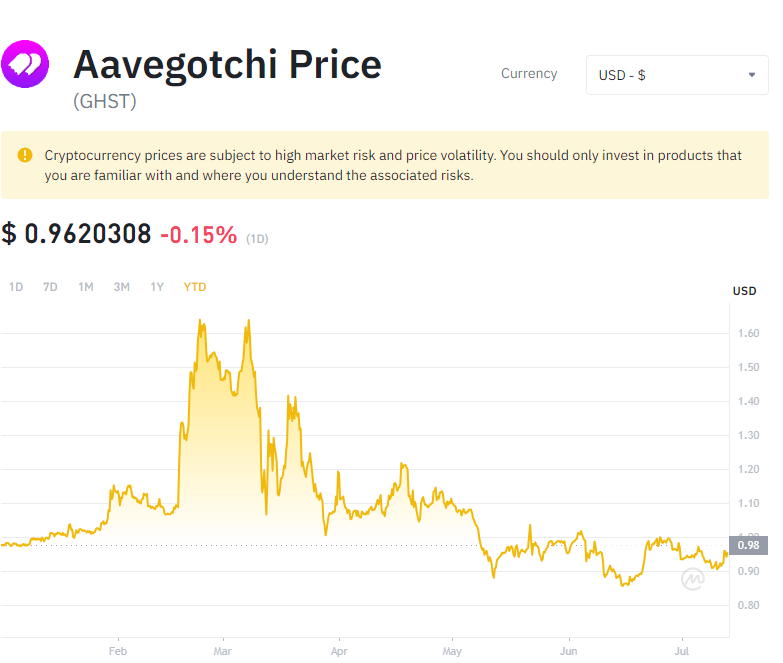 Aavegotchi Price
(GHST)
Currency
USD - $
Cryptocurrency prices are subject to high market risk and price volatility. You should only invest in products that
you are familiar with and where you understand the associated risks.
$ 0.9620308 -0.15% (1D)
1D 7D 1M 3M 1Y YTD
USD
1.60
1.50
1.40
1.30
1.20
1.10
0.98
0.90
0.80
Feb Mar Apr May Jun Jul